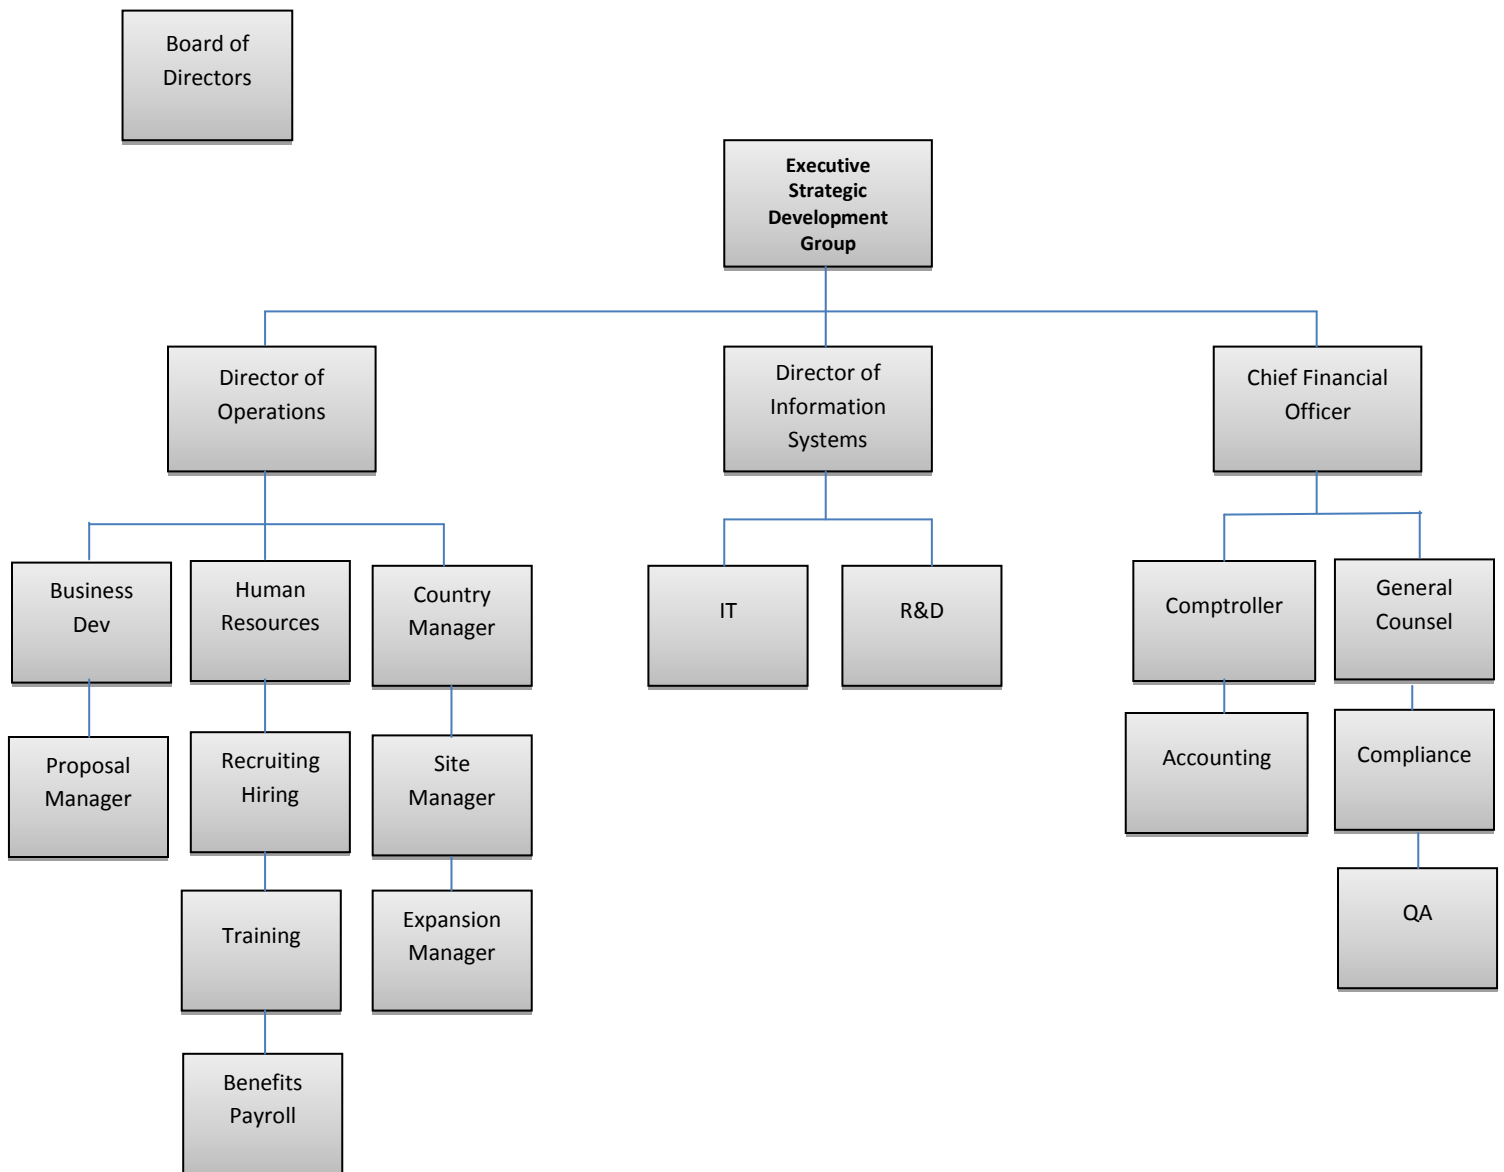 Board of
Directors
Executive
Strategic
Development
Group
Director of
Operations
Director of
Information
Systems
Chief Financial
Officer
Business
Dev
Human
Resources
Country
Manager
IT
R&D
Comptroller
General
Counsel
Proposal
Manager
Recruiting
Hiring
Site
Manager
Accounting
Compliance
Training
Expansion
Manager
QA
Benefits
Payroll